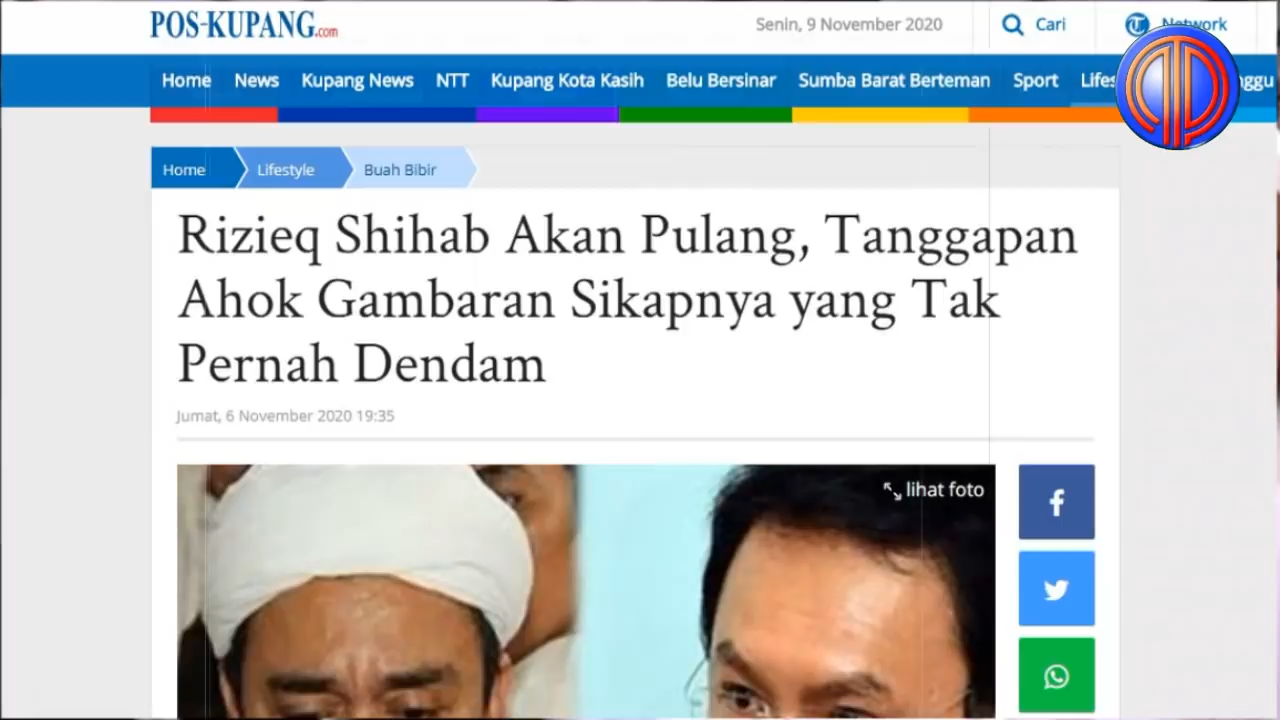 POS-KUPANG.com
Senin, 9 November 2020
Cari
Network
Home News Kupang News NTT Kupang Kota Kasih Belu Bersinar Sumba Barat Berteman Sport
Home Lifestyle Buah Bibir
Rizieq Shihab Akan Pulang, Tanggapan
Ahok Gambaran Sikapnya yang Tak
Pernah Dendam
Jumat, 6 November 2020 19:35
lihat foto